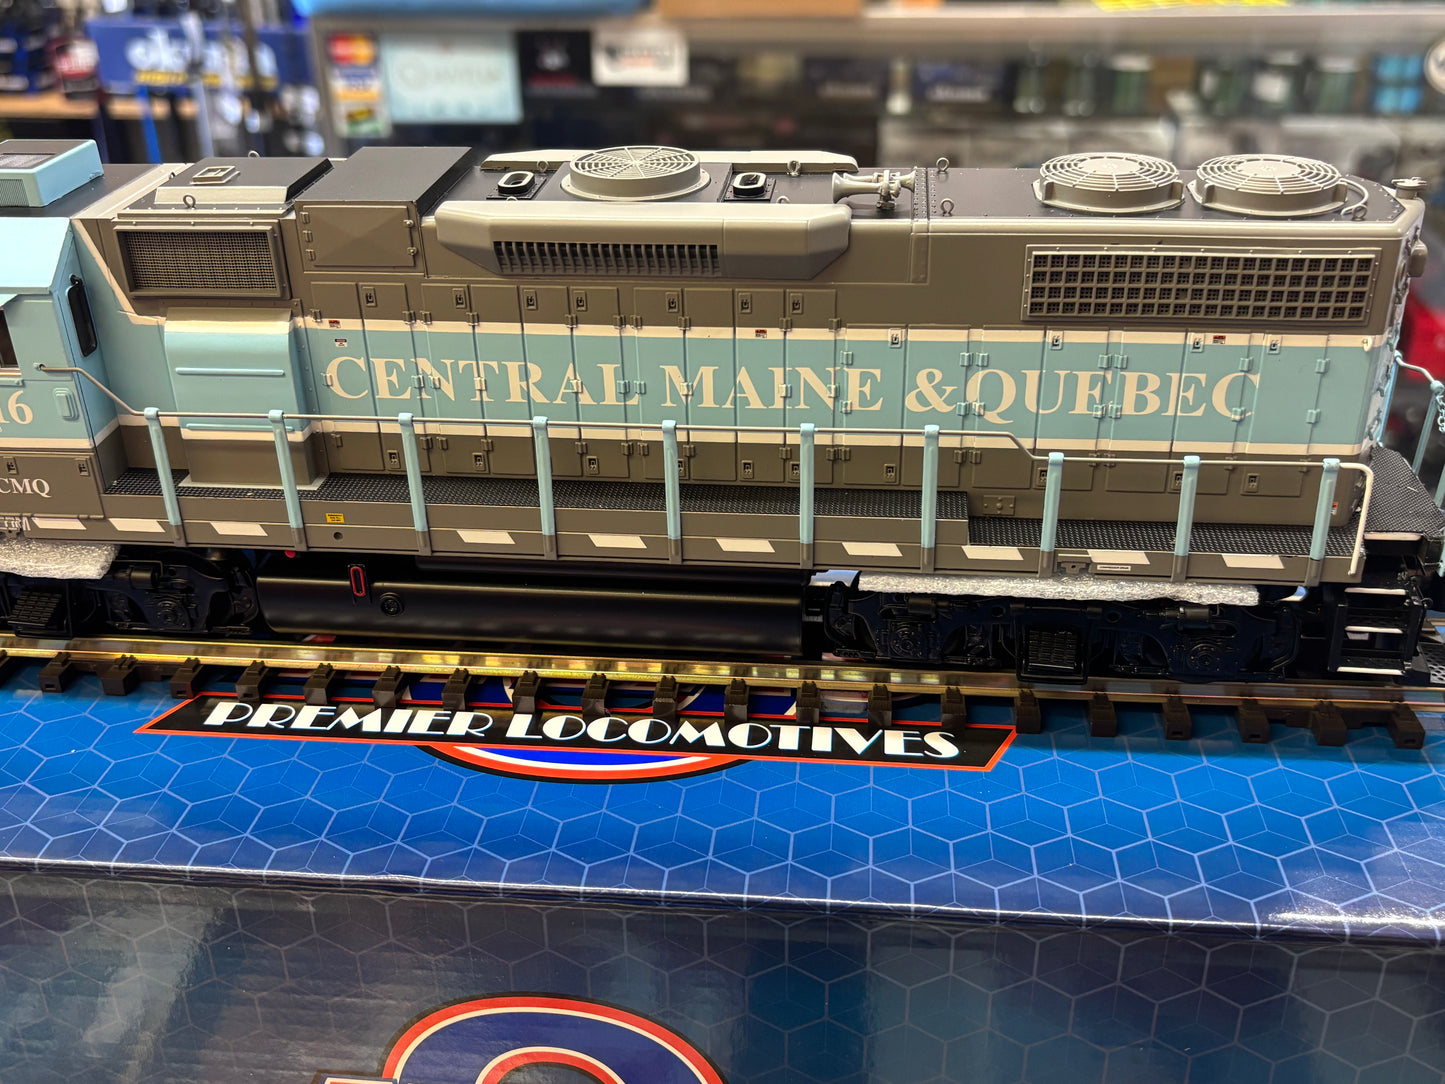 CENTRAL MAINE & QUEBEC
16
CMQ
PREMIER LOCOMOTIVES